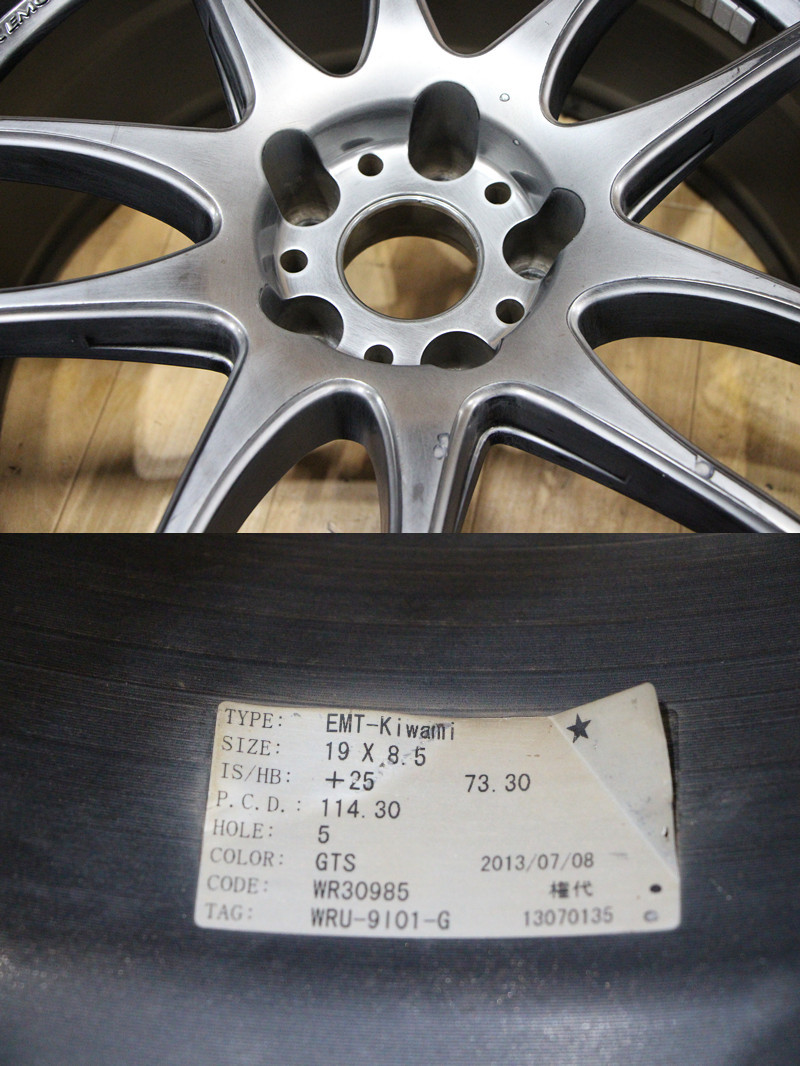 TYPE: EMT-Kiwami ★
SIZE: 19 X 8.5
IS/HB: +25 73.30
P.C.D.: 114.30
HOLE: 5
COLOR: GTS 2013/07/08
CODE: WR30985 権代
TAG: WRU-9101-G 13070135